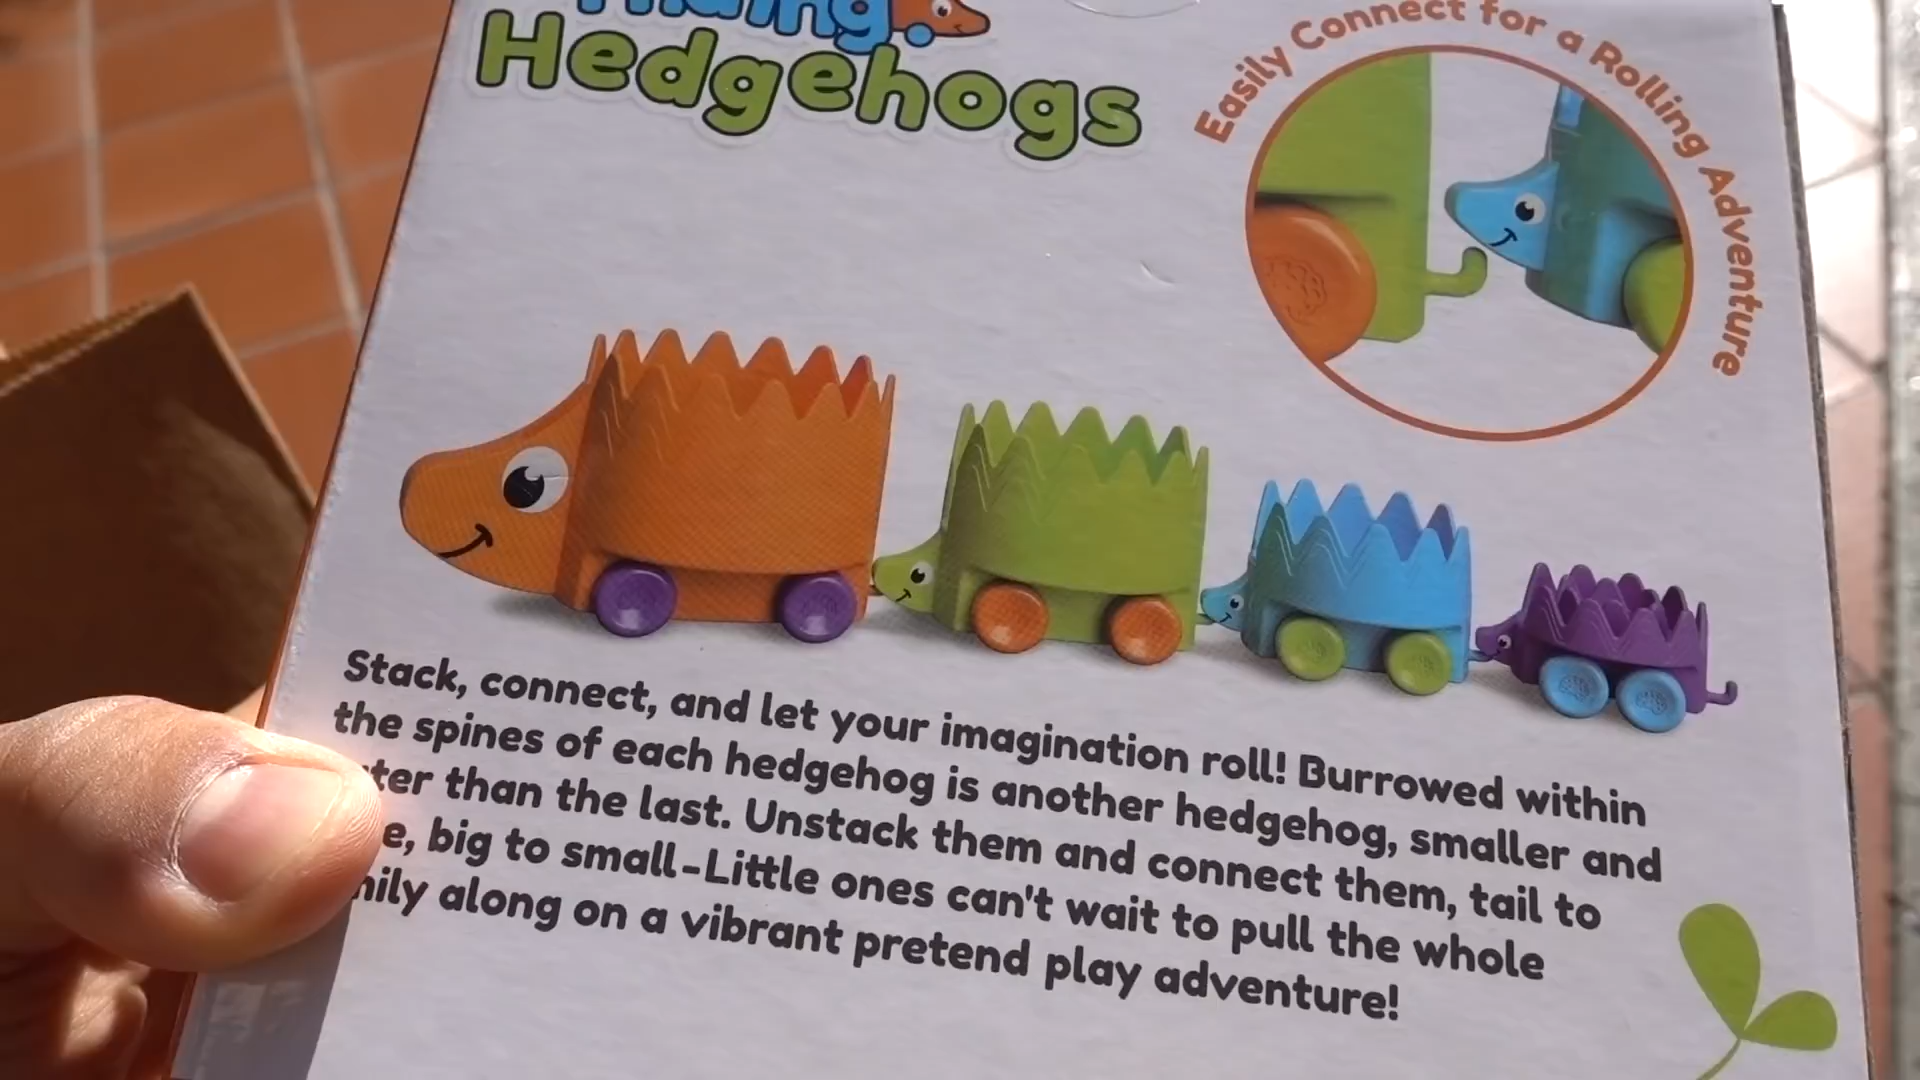 Hiding
Hedgehogs
Easily Connect for a Rolling Adventure
Stack, connect, and let your imagination roll! Burrowed within
the spines of each hedgehog is another hedgehog, smaller and
than the last. Unstack them and connect them, tail to
big to small-Little ones can't wait to pull the whole
along on a vibrant pretend play adventure!